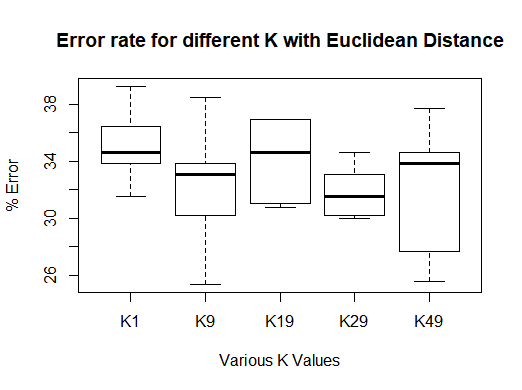 Error rate for different K with Euclidean Distance
38
34
30
26
% Error
K1 K9 K19 K29 K49
Various K Values